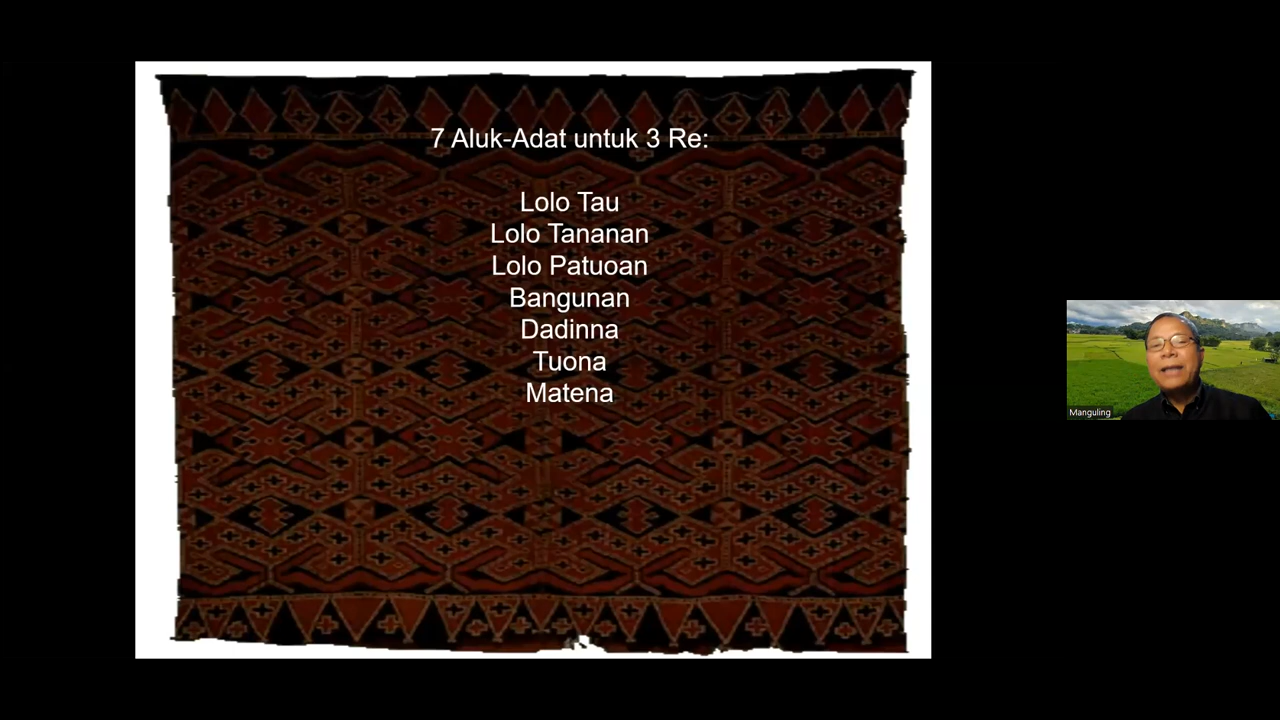 7 Aluk-Adat untuk 3 Re:
Lolo Tau
Lolo Tananan
Lolo Patuoan
Bangunan
Dadinna
Tuona
Matena
Manguling